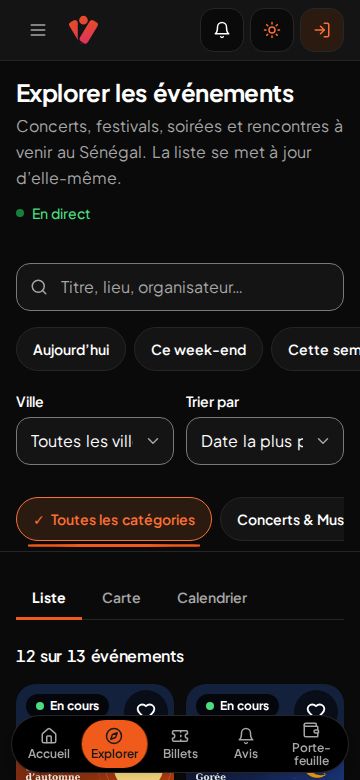 Explorer les événements
Concerts, festivals, soirées et rencontres à
venir au Sénégal. La liste se met à jour
d’elle-même.
En direct
Titre, lieu, organisateur…
Aujourd’hui Ce week-end Cette sem
Ville Trier par
Toutes les vill Date la plus p
✓ Toutes les catégories Concerts & Mus
Liste Carte Calendrier
12 sur 13 événements
En cours En cours
d’automne Gorée
Accueil Explorer Billets Avis Porte-
feuille